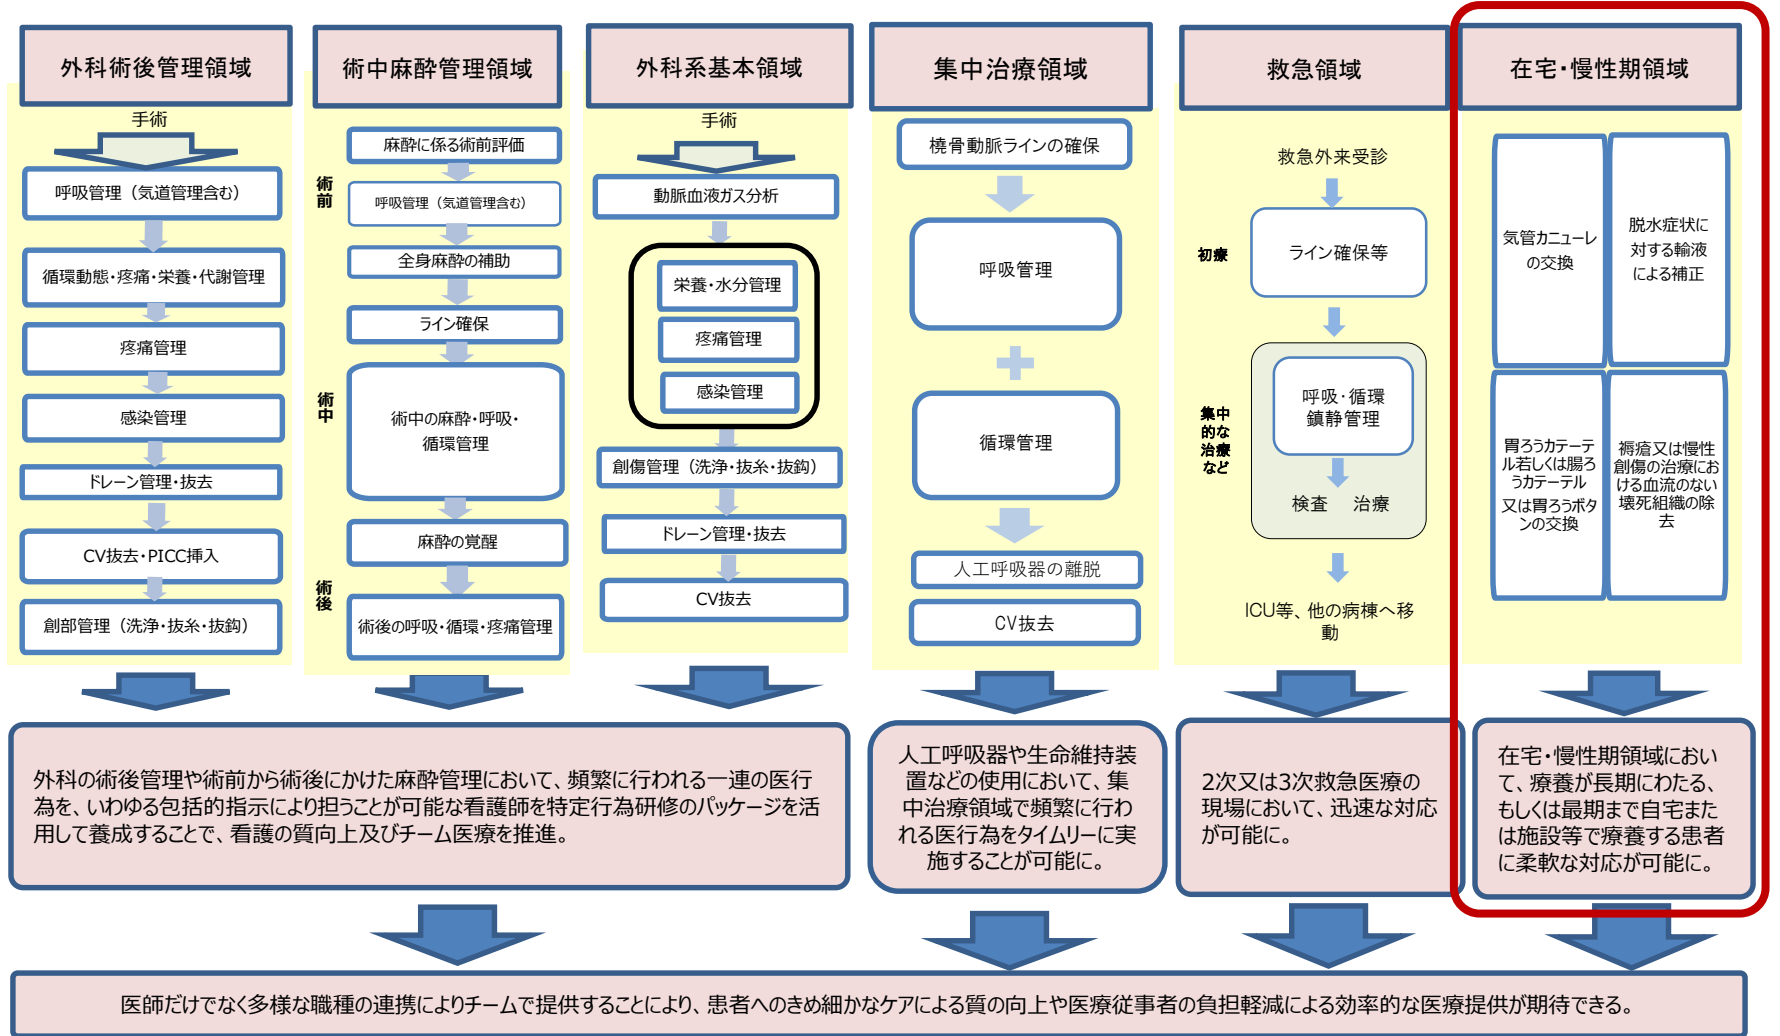 外科術後管理領域
手術
呼吸管理（気道管理含む）
循環動態・疼痛・栄養・代謝管理
疼痛管理
感染管理
ドレーン管理・抜去
CV抜去・PICC挿入
創部管理（洗浄・抜糸・抜鈎）
術中麻酔管理領域
術前
麻酔に係る術前評価
呼吸管理（気道管理含む）
全身麻酔の補助
ライン確保
術中
術中の麻酔・呼吸・
循環管理
麻酔の覚醒
術後
術後の呼吸・循環・疼痛管理
外科系基本領域
手術
動脈血液ガス分析
栄養・水分管理
疼痛管理
感染管理
創傷管理（洗浄・抜糸・抜鈎）
ドレーン管理・抜去
CV抜去
集中治療領域
橈骨動脈ラインの確保
呼吸管理
循環管理
人工呼吸器の離脱
CV抜去
救急領域
救急外来受診
初療
ライン確保等
集中
的な
治療
など
呼吸・循環
鎮静管理
検査 治療
ICU等、他の病棟へ移
動
在宅・慢性期領域
気管カニューレ
の交換
脱水症状に
対する輸液
による補正
胃ろうカテーテ
ル若しくは腸ろ
うカテーテル
又は胃ろうボタ
ンの交換
褥瘡又は慢性
創傷の治療にお
ける血流のない
壊死組織の除
去
外科の術後管理や術前から術後にかけた麻酔管理において、頻繁に行われる一連の医行
為を、いわゆる包括的指示により担うことが可能な看護師を特定行為研修のパッケージを活
用して養成することで、看護の質向上及びチーム医療を推進。
人工呼吸器や生命維持装
置などの使用において、集
中治療領域で頻繁に行わ
れる医行為をタイムリーに実
施することが可能に。
2次又は3次救急医療の
現場において、迅速な対応
が可能に。
在宅・慢性期領域におい
て、療養が長期にわたる、
もしくは最期まで自宅また
は施設等で療養する患者
に柔軟な対応が可能に。
医師だけでなく多様な職種の連携によりチームで提供することにより、患者へのきめ細かなケアによる質の向上や医療従事者の負担軽減による効率的な医療提供が期待できる。